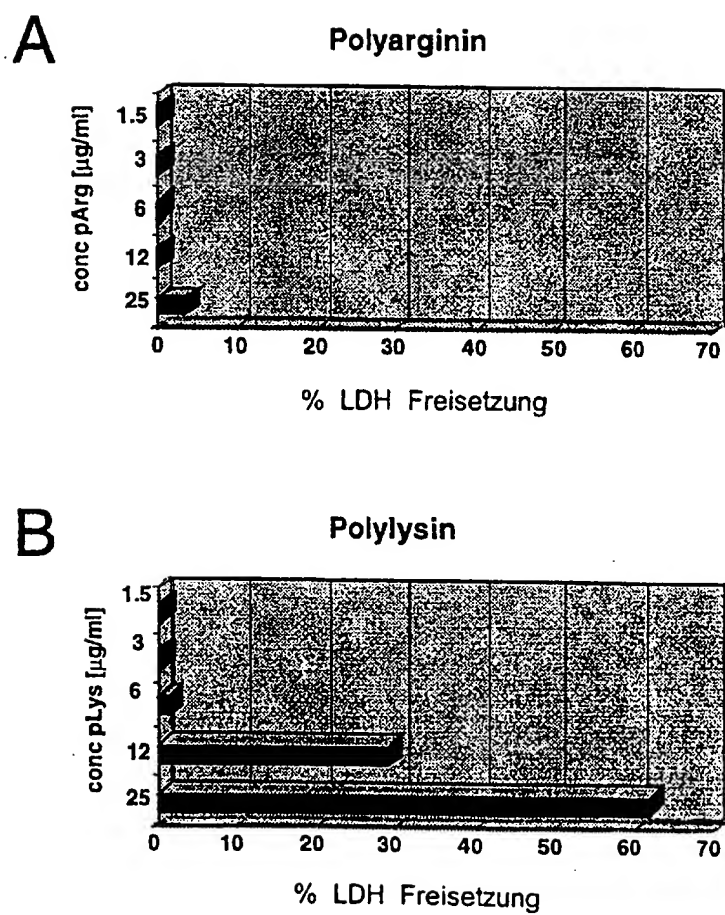 A
Polyarginin
conc pArg [µg/ml]
1.5
3
6
12
25
0 10 20 30 40 50 60 70
% LDH Freisetzung
B
Polylysin
conc pLys [µg/ml]
1.5
3
6
12
25
0 10 20 30 40 50 60 70
% LDH Freisetzung